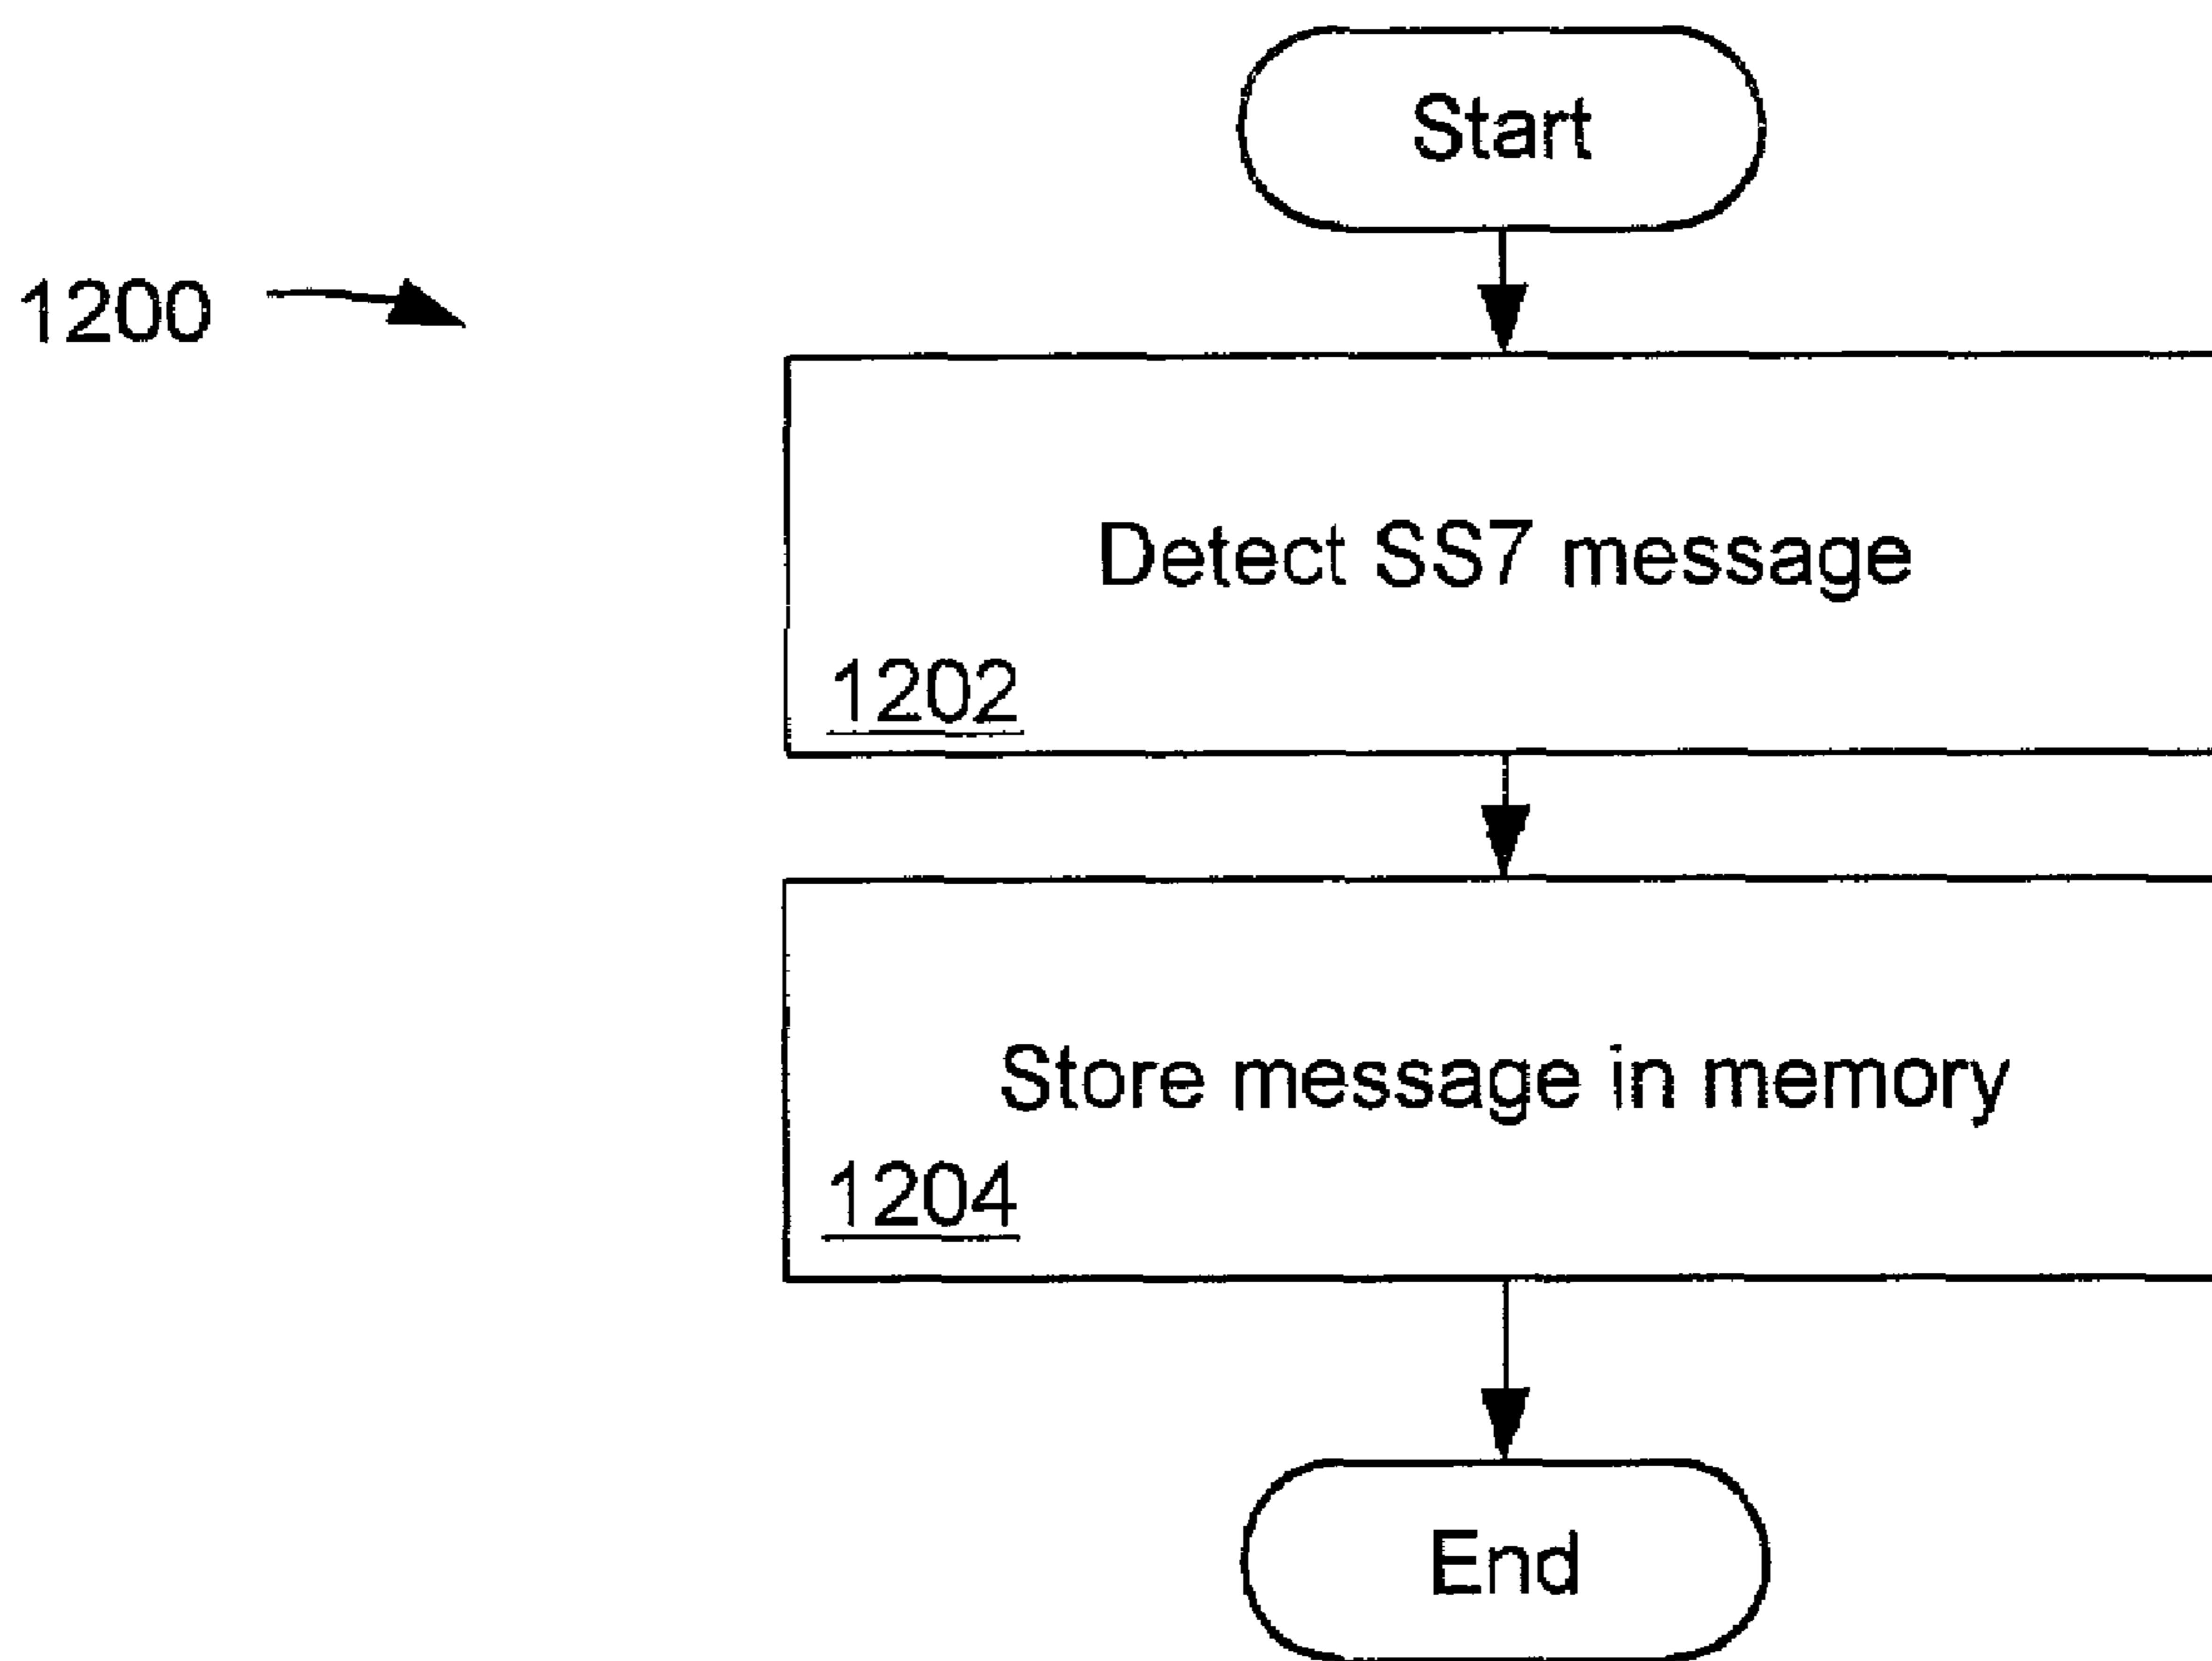 Start
1200
Detect SS7 message
1202
Store message in memory
1204
End